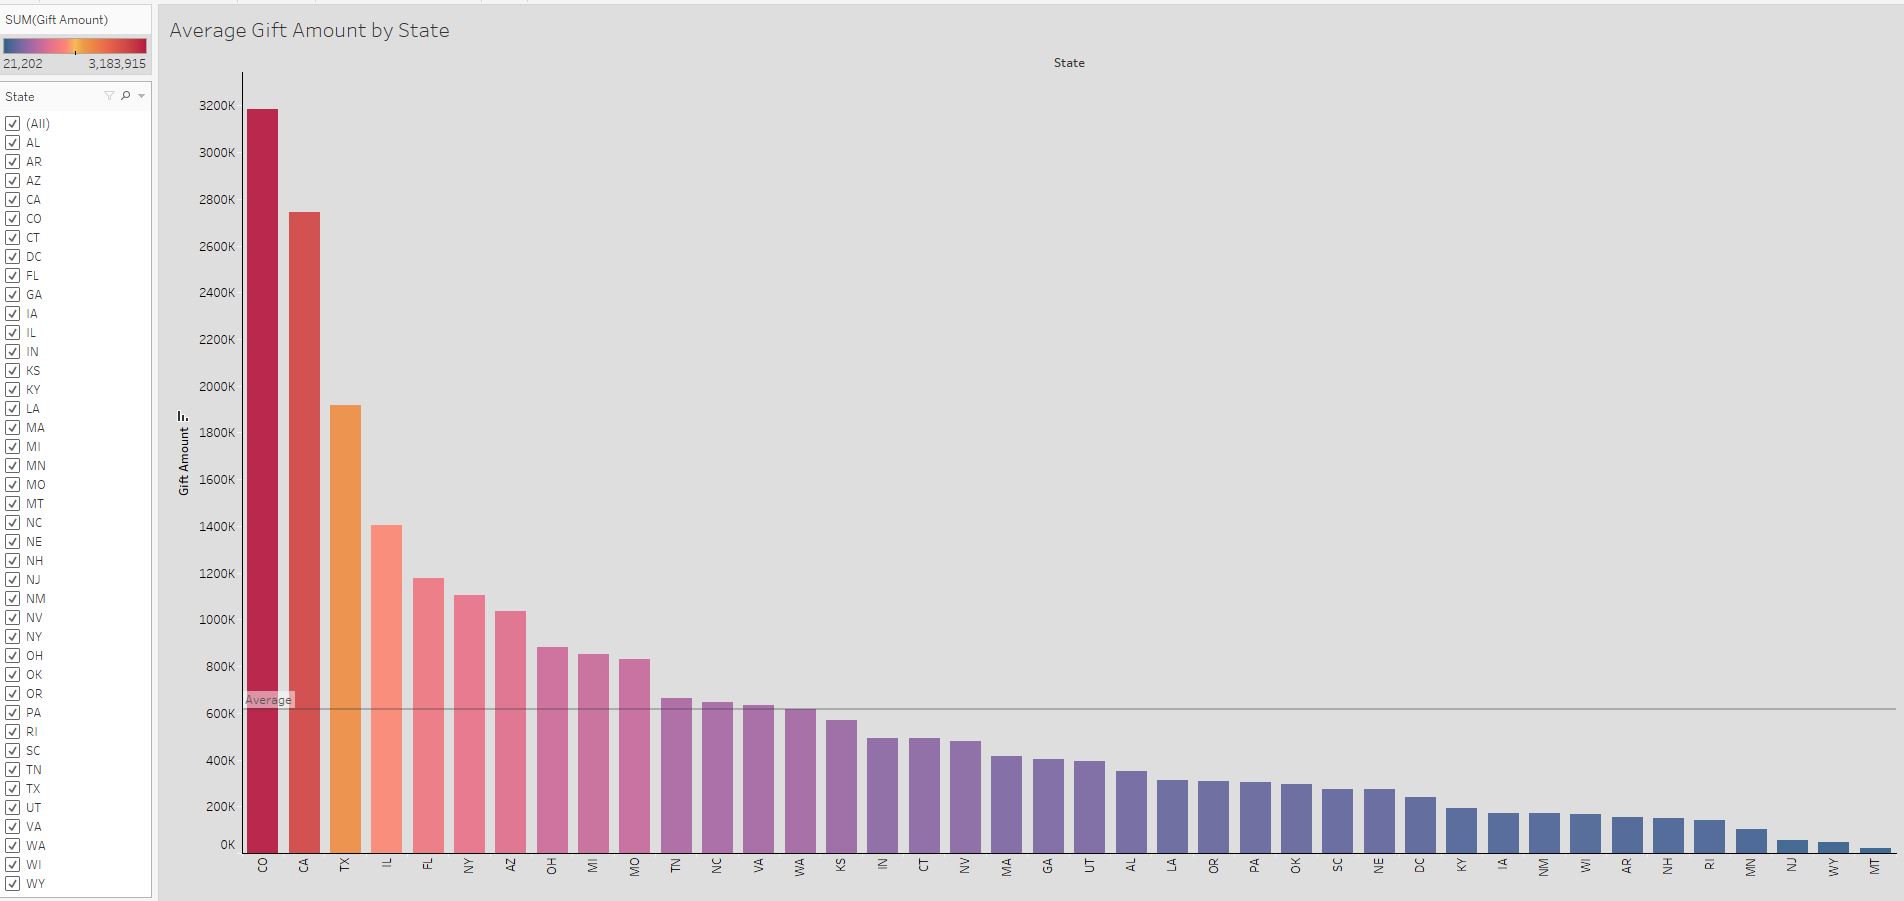 SUM(Gift Amount)
21,202 3,183,915
State
(All)
AL
AR
AZ
CA
CO
CT
DC
FL
GA
IA
IL
IN
KS
KY
LA
MA
MI
MN
MO
MT
NC
NE
NH
NJ
NM
NV
NY
OH
OK
OR
PA
RI
SC
TN
TX
UT
VA
WA
WI
WY
Average Gift Amount by State
State
Gift Amount
3200K
3000K
2800K
2600K
2400K
2200K
2000K
1800K
1600K
1400K
1200K
1000K
800K
600K
400K
200K
0K
Average
CO CA TX IL FL NY AZ OH MI MO TN NC VA WA KS IN CT NV MA GA UT AL LA OR PA OK SC NE DC KY IA NM WI AR NH RI MN NJ WY MT